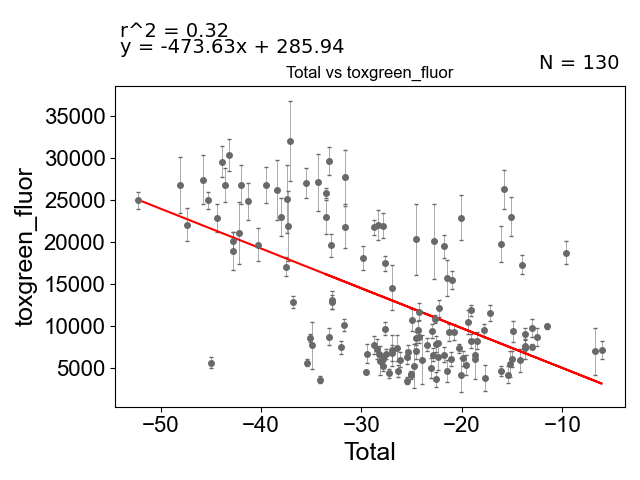 r^2 = 0.32
y = -473.63x + 285.94
N = 130
Total vs toxgreen_fluor
35000
30000
25000
20000
15000
10000
5000
toxgreen_fluor
−50
−40
−30
−20
−10
Total